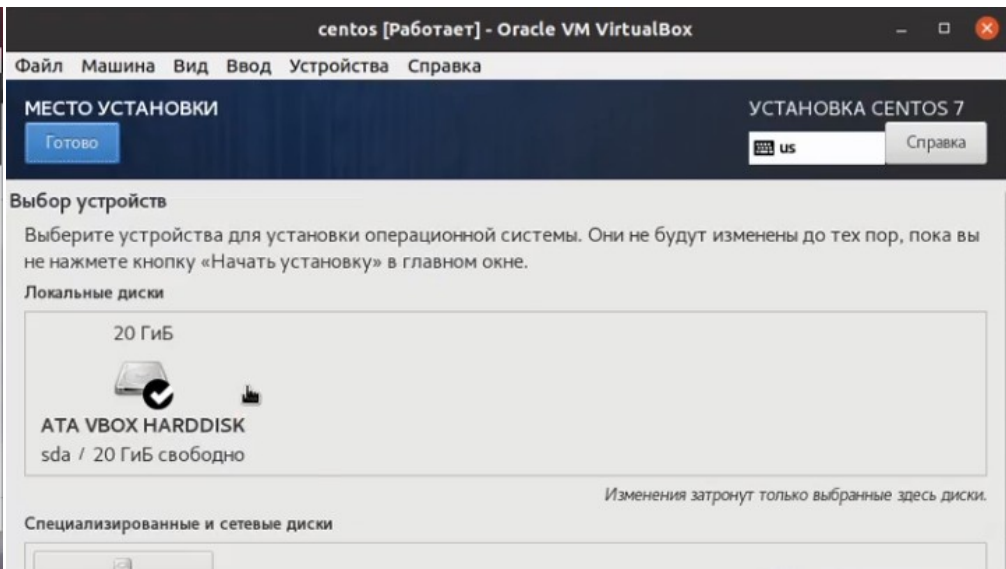 centos [Работает] - Oracle VM VirtualBox
Файл Машина Вид Ввод Устройства Справка
МЕСТО УСТАНОВКИ
УСТАНОВКА CENTOS 7
Готово
us
Справка
Выбор устройств
Выберите устройства для установки операционной системы. Они не будут изменены до тех пор, пока вы
не нажмете кнопку «Начать установку» в главном окне.
Локальные диски
20 ГиБ
ATA VBOX HARDDISK
sda / 20 ГиБ свободно
Изменения затронут только выбранные здесь диски.
Специализированные и сетевые диски